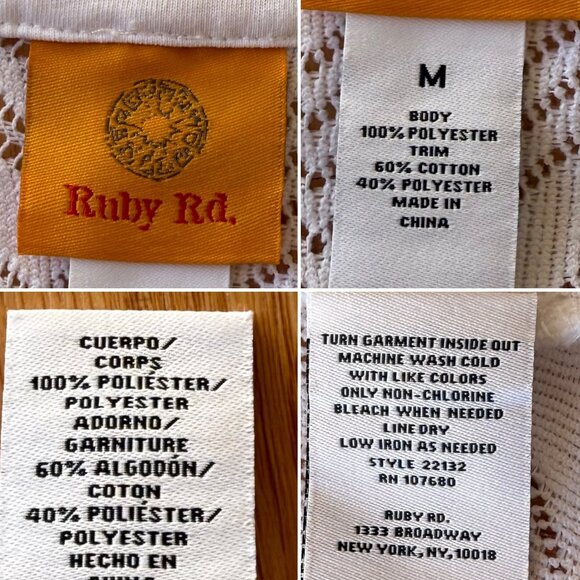 Ruby Rd.
M
BODY
100% POLYESTER
TRIM
60% COTTON
40% POLYESTER
MADE IN
CHINA
CUERPO/
CORPS
100% POLIÉSTER/
POLYESTER
ADORNO/
GARNITURE
60% ALGODÓN/
COTON
40% POLIÉSTER/
POLYESTER
HECHO EN
TURN GARMENT INSIDE OUT
MACHINE WASH COLD
WITH LIKE COLORS
ONLY NON-CHLORINE
BLEACH WHEN NEEDED
LINE DRY
LOW IRON AS NEEDED
STYLE 22132
RN 107680
RUBY RD.
1333 BROADWAY
NEW YORK, NY, 10018